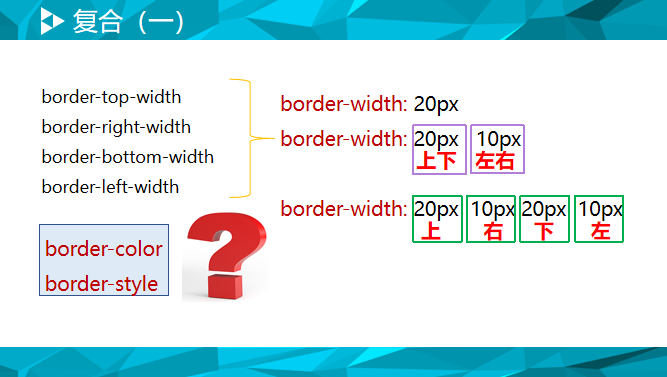 复合（一）
border-top-width
border-right-width
border-bottom-width
border-left-width
border-color
border-style
border-width: 20px
border-width: 20px 10px
上下 左右
border-width: 20px 10px 20px 10px
上 右 下 左